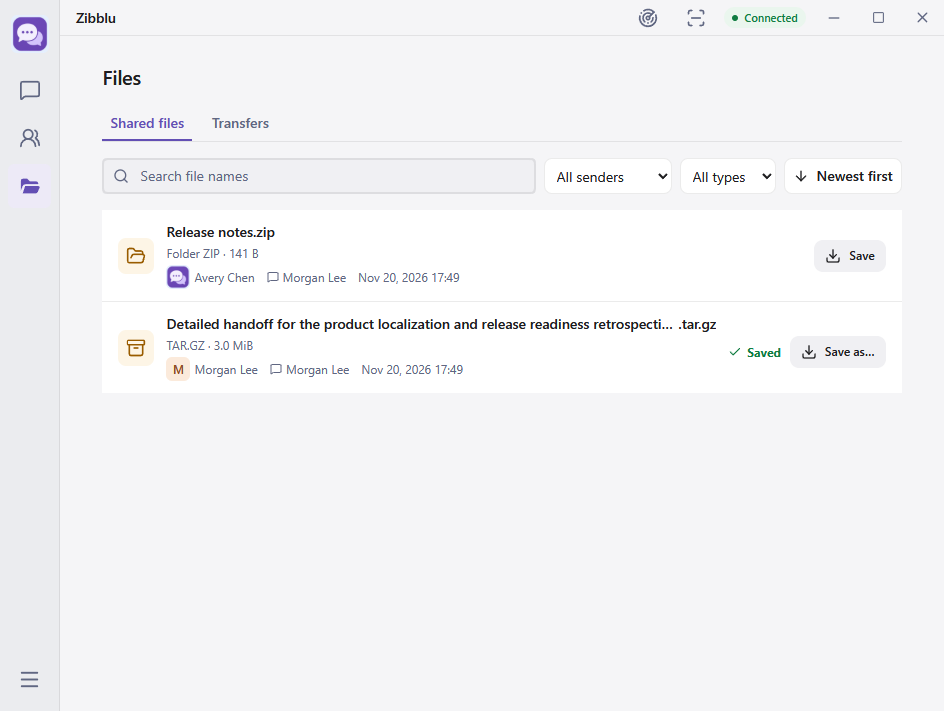 Zibblu
Connected
Files
Shared files
Transfers
Search file names
All senders
All types
Newest first
Release notes.zip
Folder ZIP · 141 B
Avery Chen
Morgan Lee
Nov 20, 2026 17:49
Save
Detailed handoff for the product localization and release readiness retrospecti... .tar.gz
TAR.GZ · 3.0 MiB
M
Morgan Lee
Morgan Lee
Nov 20, 2026 17:49
Saved
Save as...